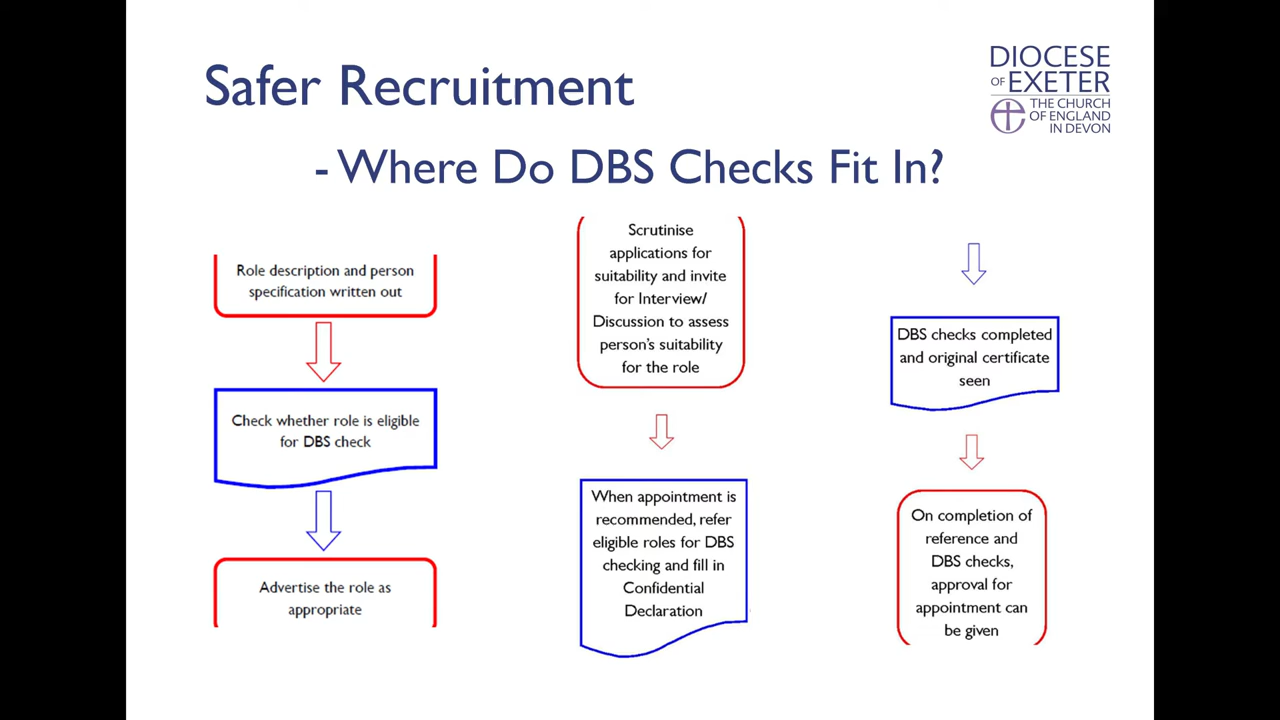 Safer Recruitment
- Where Do DBS Checks Fit In?
DIOCESE
OF EXETER
THE CHURCH
OF ENGLAND
IN DEVON
Role description and person
specification written out
Check whether role is eligible
for DBS check
Advertise the role as
appropriate
Scrutinise
applications for
suitability and invite
for Interview/
Discussion to assess
person's suitability
for the role
When appointment is
recommended, refer
eligible roles for DBS
checking and fill in
Confidential
Declaration
DBS checks completed
and original certificate
seen
On completion of
reference and
DBS checks,
approval for
appointment can
be given